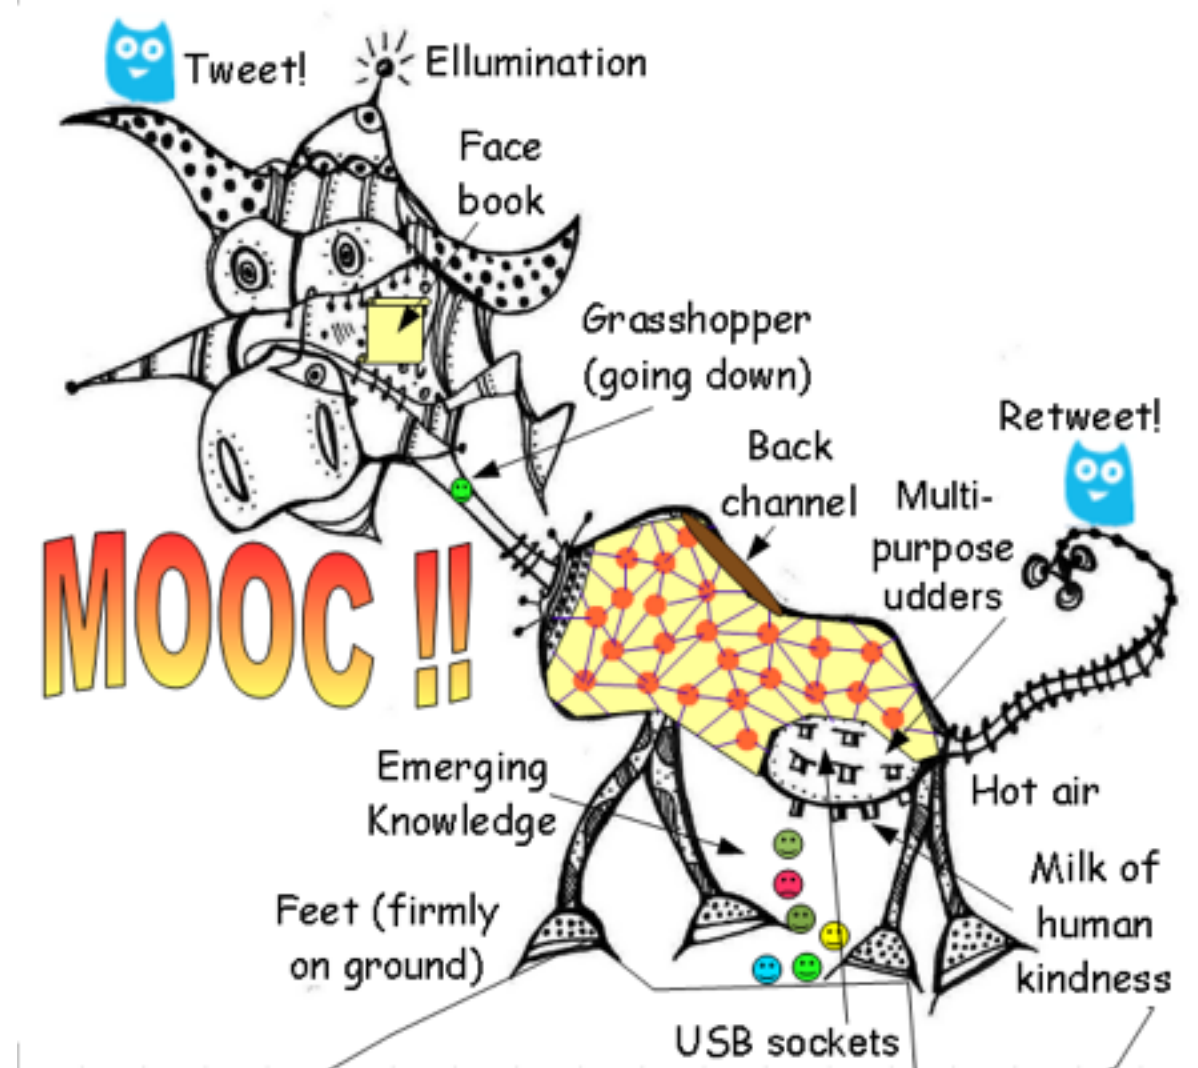 Tweet!
Ellumination
Face
book
Grasshopper
(going down)
Retweet!
Back
channel
Multi-
purpose
udders
MOOC !!
Emerging
Knowledge
Hot air
Milk of
human
kindness
Feet (firmly
on ground)
USB sockets